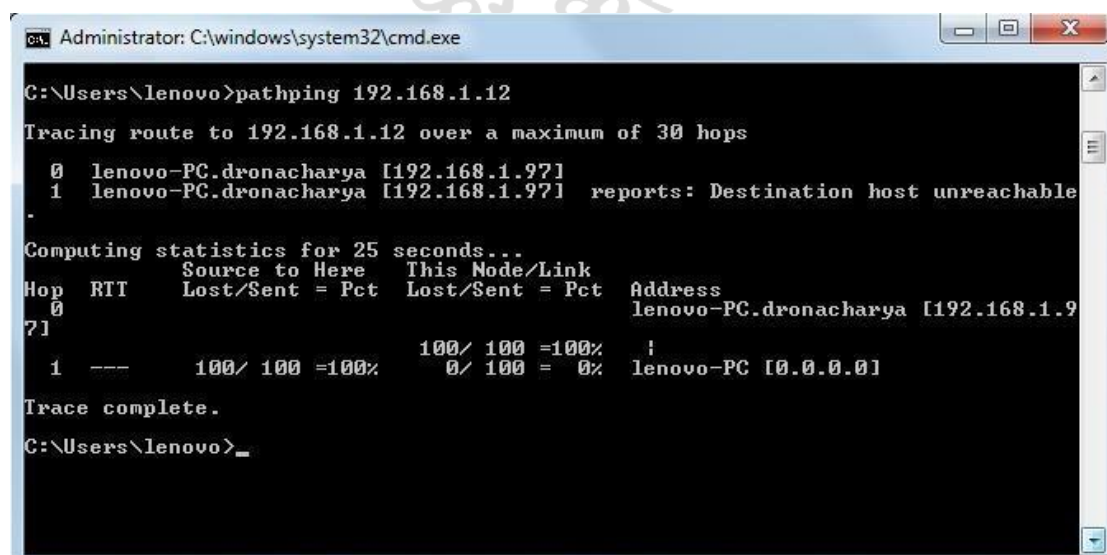 Administrator: C:\windows\system32\cmd.exe
C:\Users\lenovo>pathping 192.168.1.12
Tracing route to 192.168.1.12 over a maximum of 30 hops
0 lenovo-PC.dronacharya [192.168.1.97]
1 lenovo-PC.dronacharya [192.168.1.97] reports: Destination host unreachable
.
Computing statistics for 25 seconds...
Source to Here This Node/Link
Hop RTT Lost/Sent = Pct Lost/Sent = Pct Address
0 lenovo-PC.dronacharya [192.168.1.9
7]
100/ 100 =100% |
1 --- 100/ 100 =100% 0/ 100 = 0% lenovo-PC [0.0.0.0]
Trace complete.
C:\Users\lenovo>_